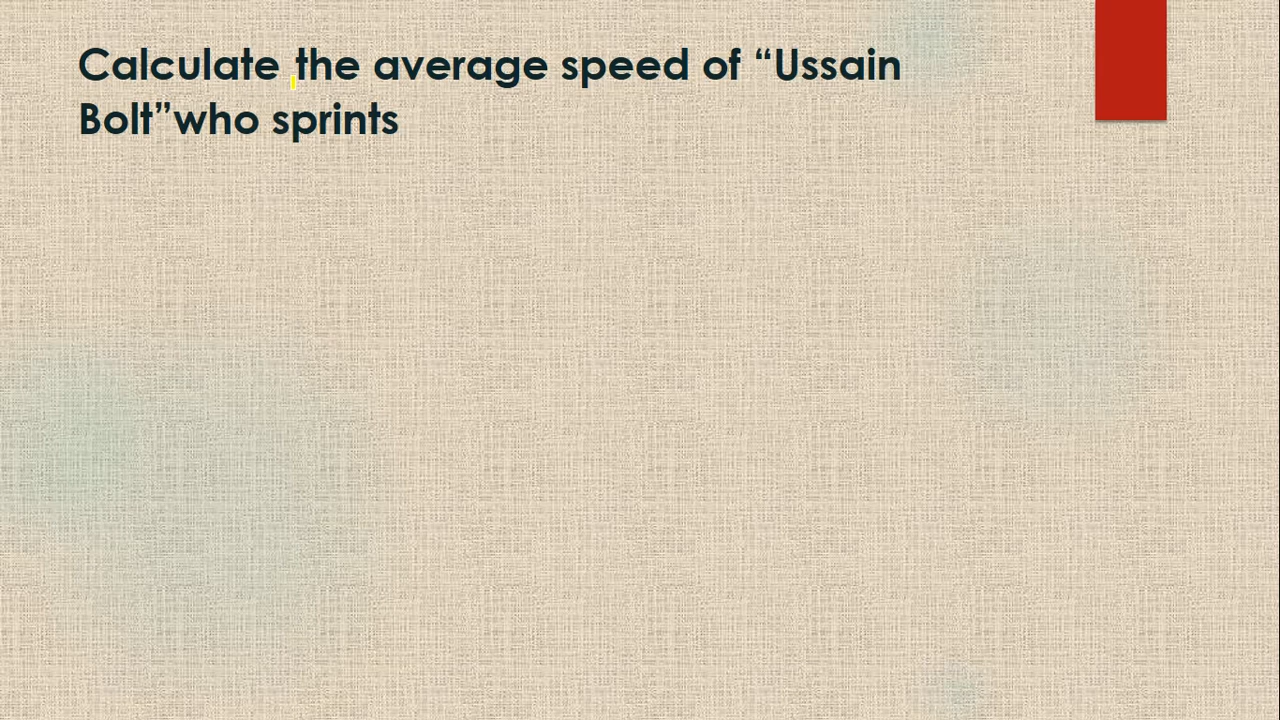 Calculate the average speed of “Ussain
Bolt”who sprints